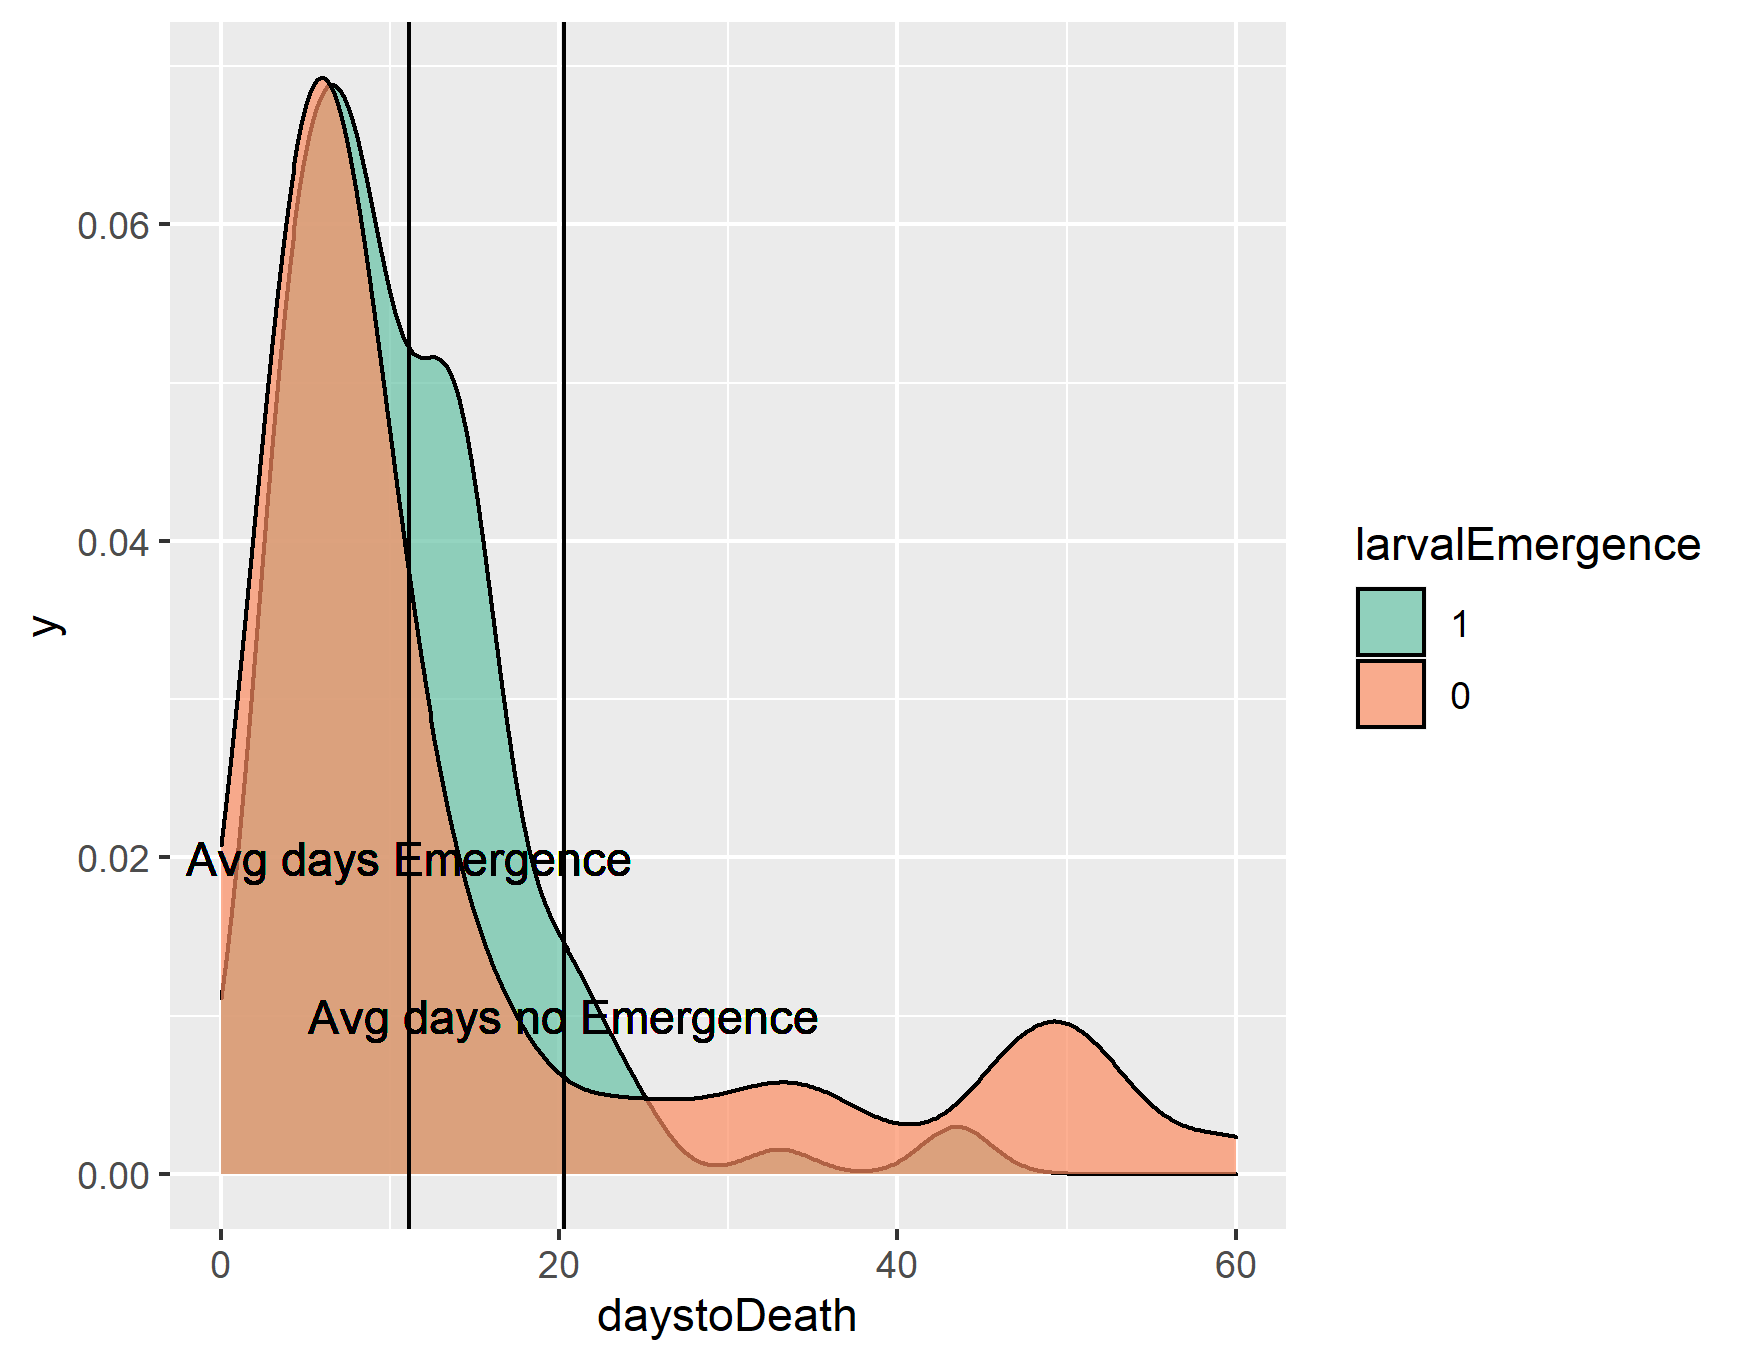 0.06
0.04
0.02
0.00
y
Avg days Emergence
Avg days no Emergence
0 20 40 60
daystoDeath
larvalEmergence
1
0